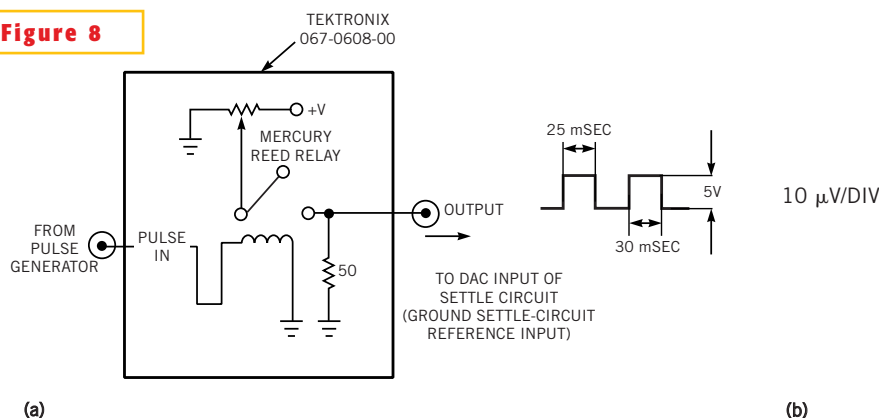 Figure 8
TEKTRONIX
067-0608-00
+V
MERCURY
REED RELAY
FROM
PULSE
GENERATOR
PULSE
IN
50
OUTPUT
TO DAC INPUT OF
SETTLE CIRCUIT
(GROUND SETTLE-CIRCUIT
REFERENCE INPUT)
25 mSEC
5V
30 mSEC
10 μV/DIV
(a)
(b)